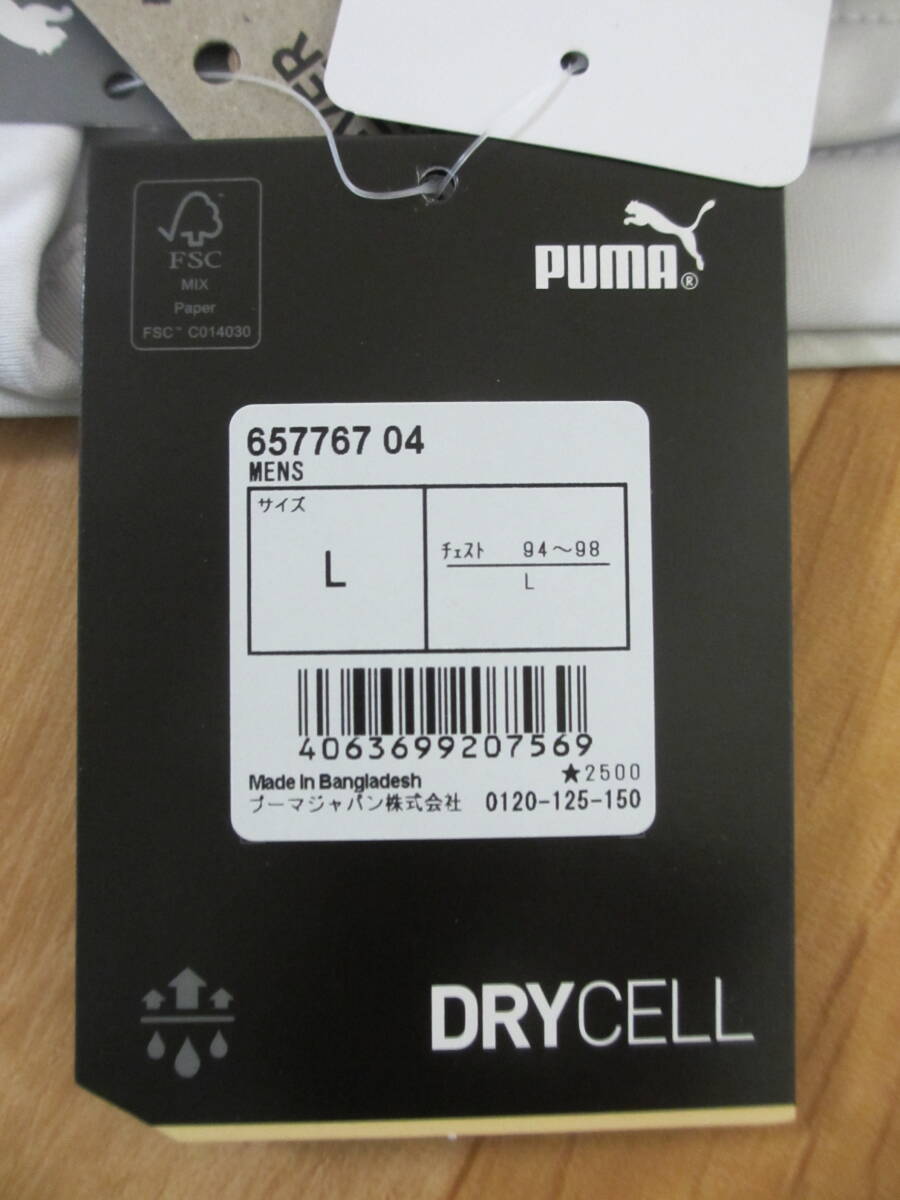 FSC
MIX
Paper
FSC™ C014030
PUMA®
657767 04
MENS
サイズ
L
チェスト 94～98
L
4063699207569
★2500
Made In Bangladesh
プーマジャパン株式会社 0120-125-150
DRYCELL